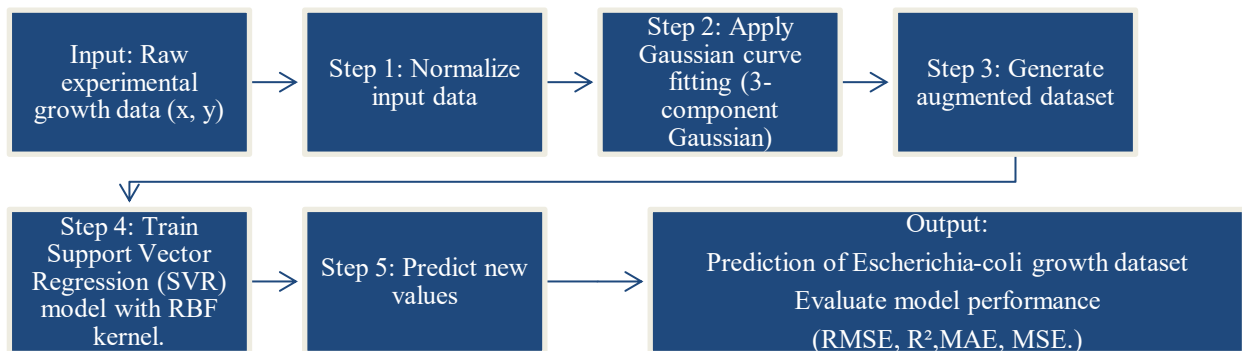 Input: Raw
experimental
growth data (x, y)
Step 1: Normalize
input data
Step 2: Apply
Gaussian curve
fitting (3-
component
Gaussian)
Step 3: Generate
augmented dataset
Step 4: Train
Support Vector
Regression (SVR)
model with RBF
kernel.
Step 5: Predict new
values
Output:
Prediction of Escherichia-coli growth dataset
Evaluate model performance
(RMSE, R²,MAE, MSE.)